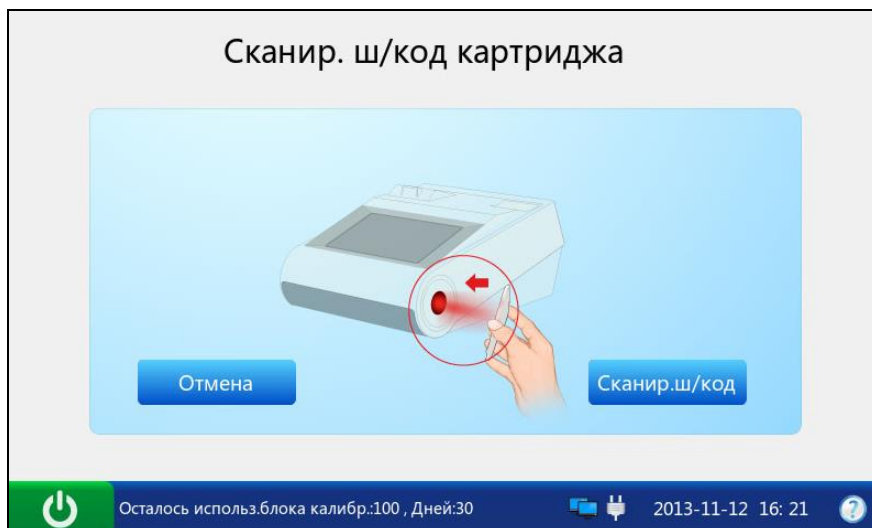 Сканир. ш/код картриджа
Отмена
Сканир.ш/код
Осталось использ.блока калибр.:100 , Дней:30
2013-11-12 16: 21
?